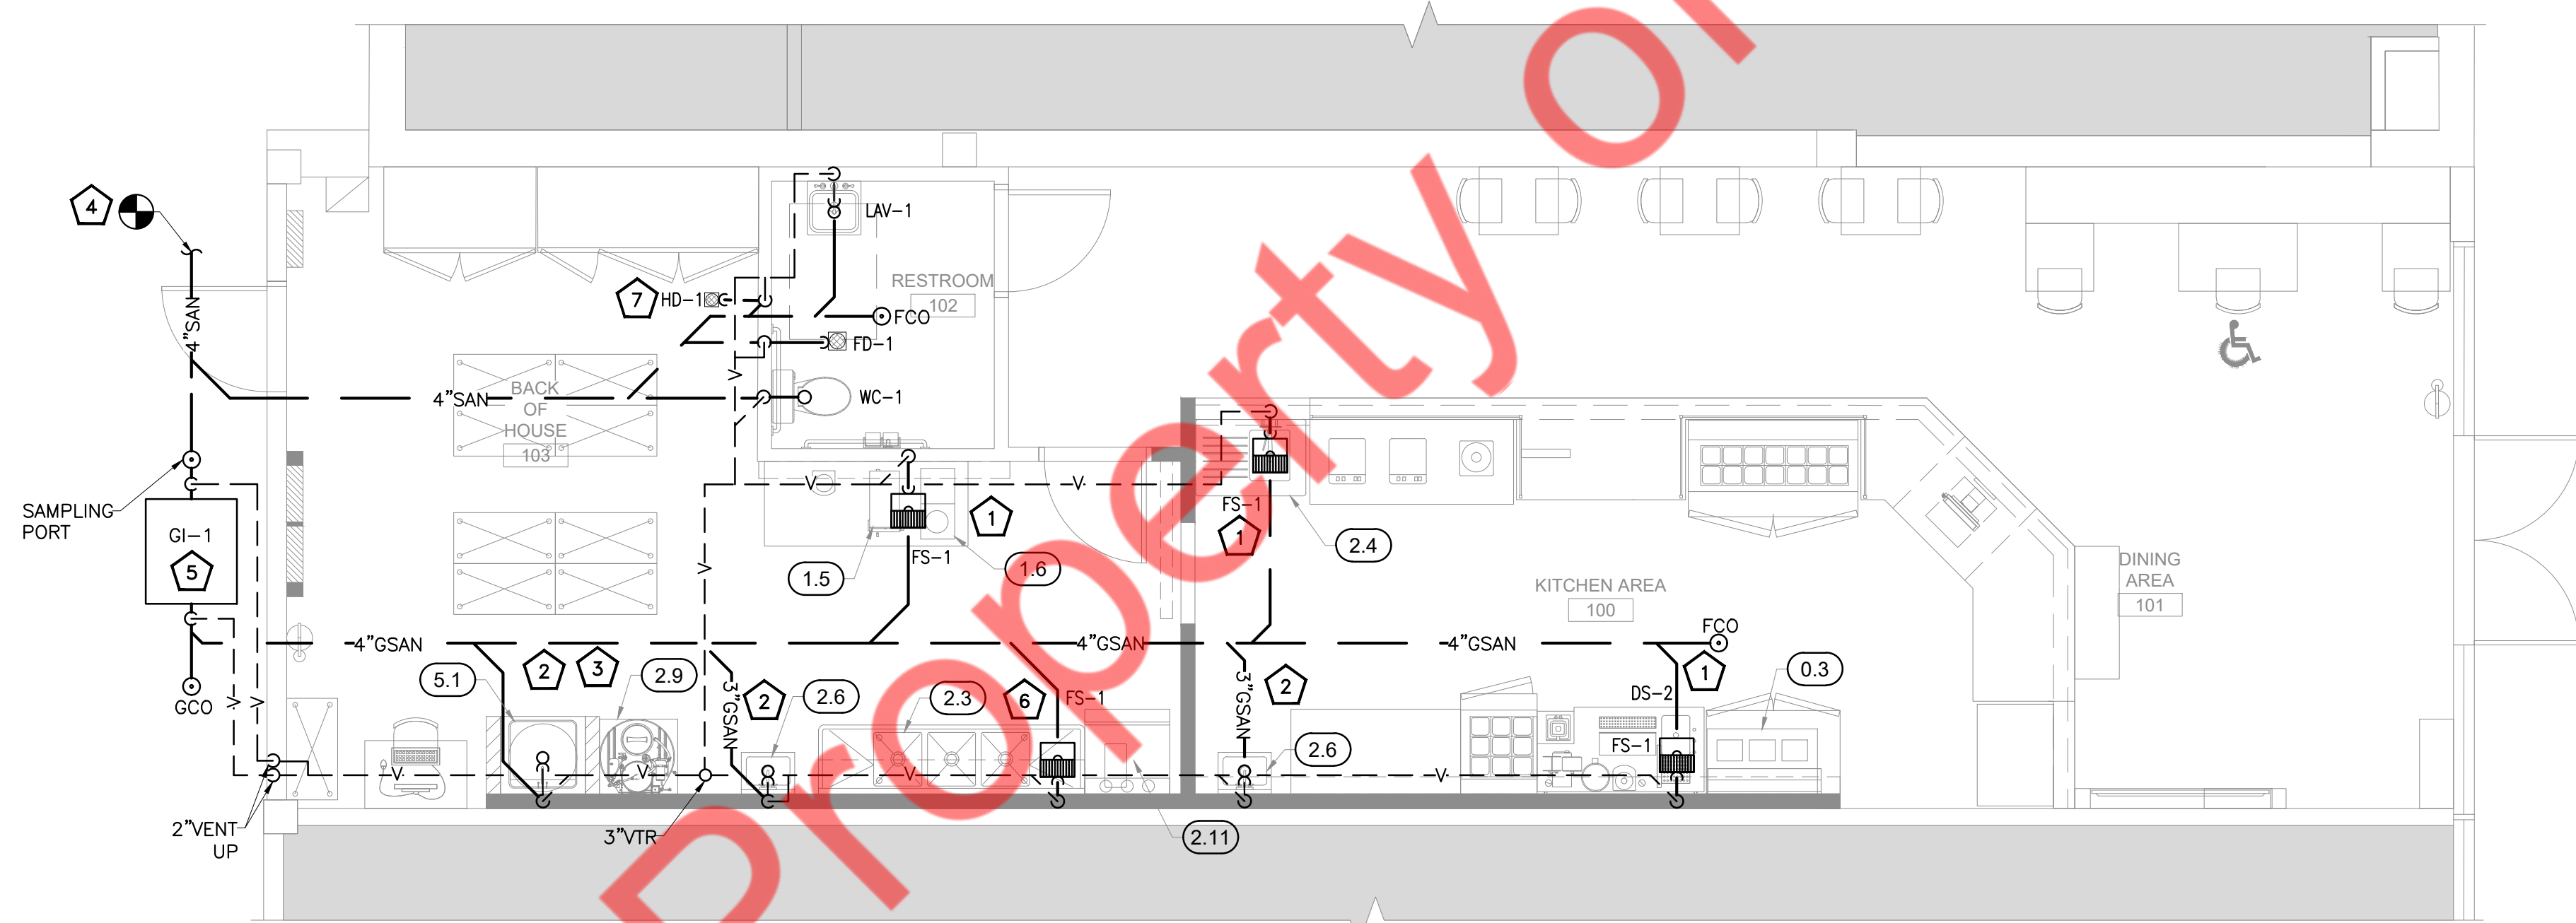 Property or
4
LAV-1
RESTROOM
102
7
HD-1
FCO
FD-1
4"SAN
WC-1
4"SAN
BACK
OF
HOUSE
103
V
SAMPLING
PORT
GI-1
5
V
V
FS-1
1
2.4
1
FS-1
1.5
1.6
V
KITCHEN AREA
100
DINING
AREA
101
4"GSAN
4"GSAN
4"GSAN
FCO
GCO
V
V
5.1
2
3
2.9
3"GSAN
2
2.6
2.3
6
FS-1
3"GSAN
2
2.6
DS-2
1
0.3
FS-1
V
V
V
V
2"VENT
UP
3"VTR
2.11